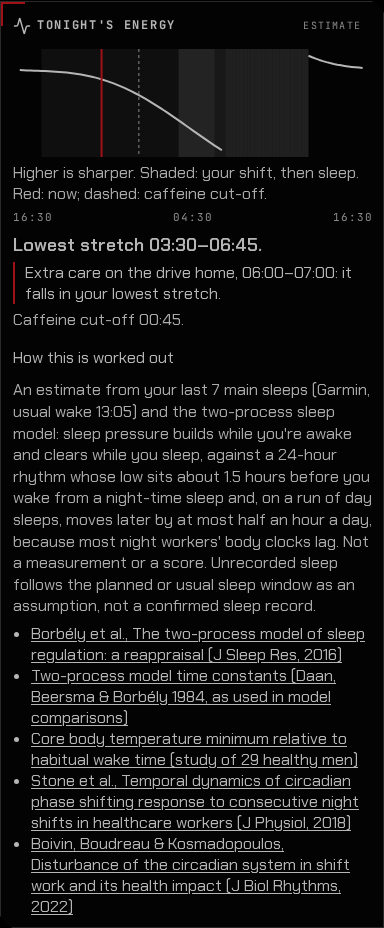 TONIGHT'S ENERGY
ESTIMATE
Higher is sharper. Shaded: your shift, then sleep.
Red: now; dashed: caffeine cut-off.
16:30 04:30 16:30
Lowest stretch 03:30–06:45.
Extra care on the drive home, 06:00–07:00: it
falls in your lowest stretch.
Caffeine cut-off 00:45.
How this is worked out
An estimate from your last 7 main sleeps (Garmin,
usual wake 13:05) and the two-process sleep
model: sleep pressure builds while you're awake
and clears while you sleep, against a 24-hour
rhythm whose low sits about 1.5 hours before you
wake from a night-time sleep and, on a run of day
sleeps, moves later by at most half an hour a day,
because most night workers' body clocks lag. Not
a measurement or a score. Unrecorded sleep
follows the planned or usual sleep window as an
assumption, not a confirmed sleep record.
• Borbély et al., The two-process model of sleep
regulation: a reappraisal (J Sleep Res, 2016)
• Two-process model time constants (Daan,
Beersma & Borbély 1984, as used in model
comparisons)
• Core body temperature minimum relative to
habitual wake time (study of 29 healthy men)
• Stone et al., Temporal dynamics of circadian
phase shifting response to consecutive night
shifts in healthcare workers (J Physiol, 2018)
• Boivin, Boudreau & Kosmadopoulos,
Disturbance of the circadian system in shift
work and its health impact (J Biol Rhythms,
2022)